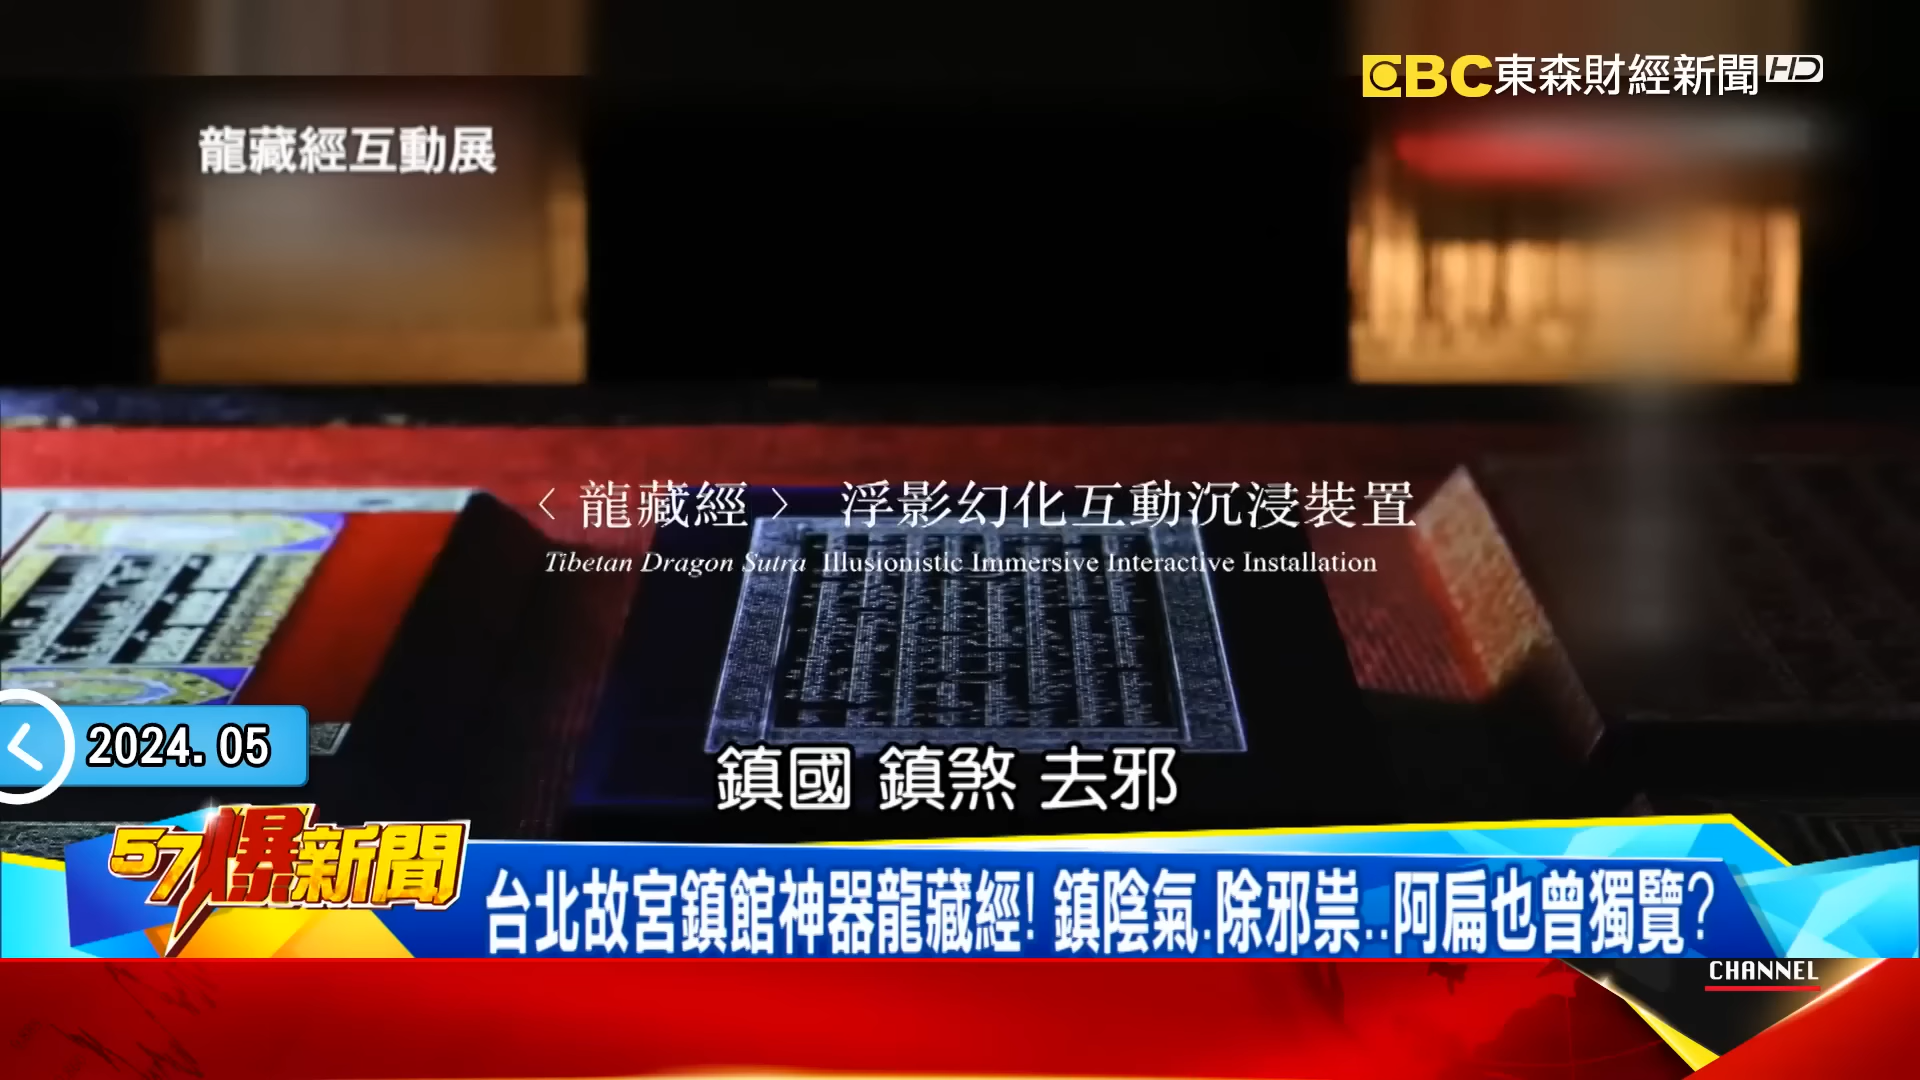 EBC東森財經新聞HD
龍藏經互動展
〈 龍藏經 〉 浮影幻化互動沉浸裝置
Tibetan Dragon Sutra Illusionistic Immersive Interactive Installation
2024.05
鎮國 鎮煞 去邪
57爆新聞
台北故宮鎮館神器龍藏經! 鎮陰氣.除邪祟..阿扁也曾獨覽?
CHANNEL